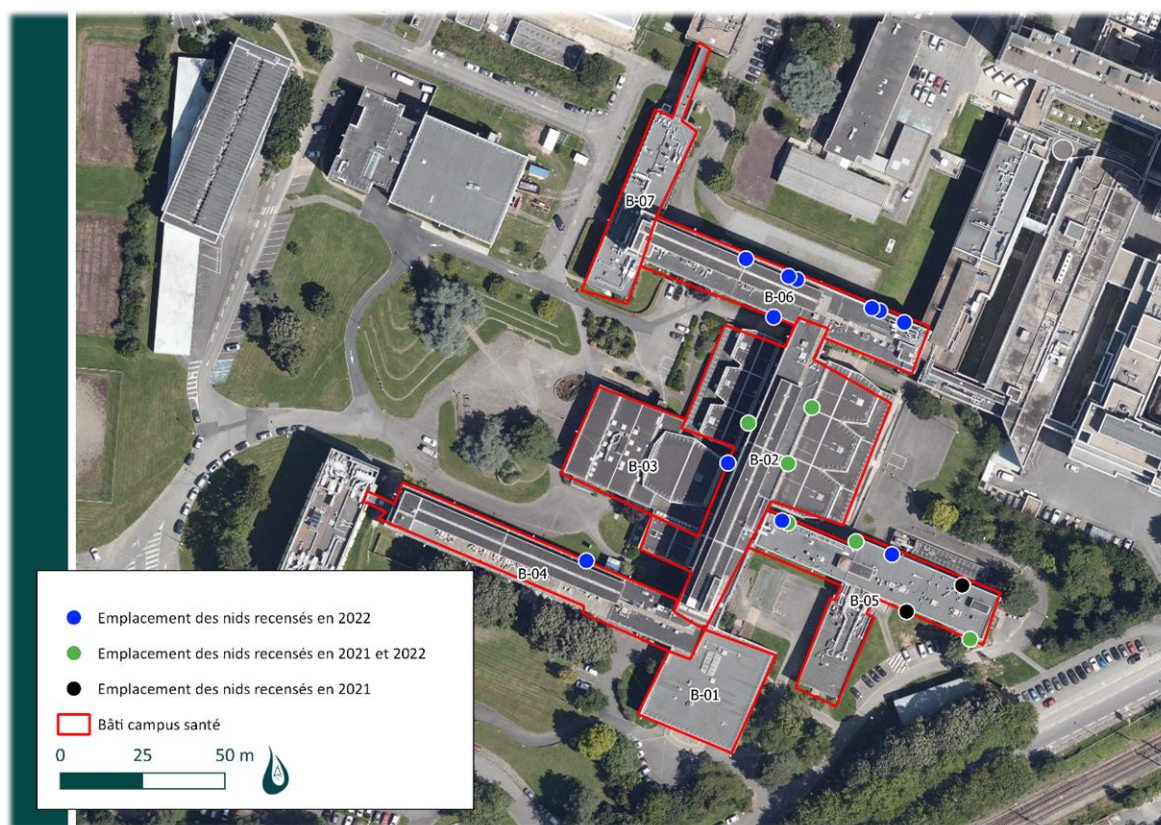 B-07
B-06
B-02
B-03
B-04
B-05
B-01
Emplacement des nids recensés en 2022
Emplacement des nids recensés en 2021 et 2022
Emplacement des nids recensés en 2021
Bâti campus santé
0 25 50 m